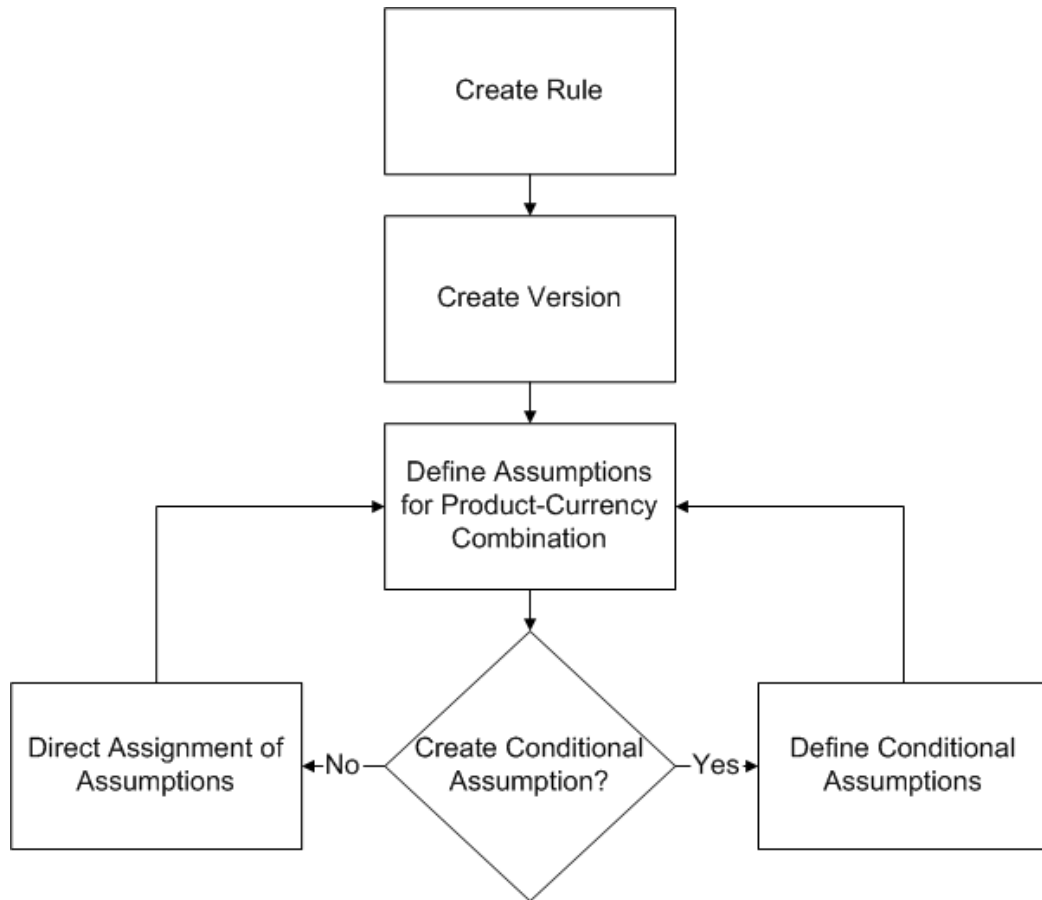 Create Rule
Create Version
Define Assumptions
for Product-Currency
Combination
Direct Assignment of
Assumptions
No
Create Conditional
Assumption?
Yes
Define Conditional
Assumptions